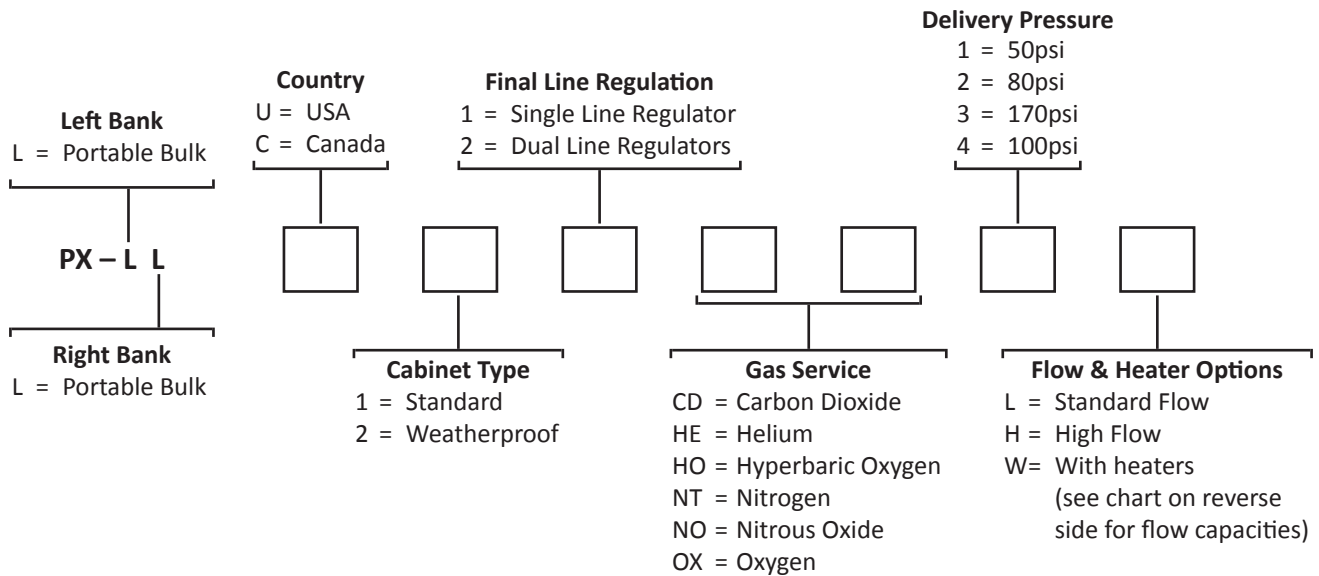 Left Bank
L = Portable Bulk
PX – L L
Right Bank
L = Portable Bulk
Country
U = USA
C = Canada
Cabinet Type
1 = Standard
2 = Weatherproof
Final Line Regulation
1 = Single Line Regulator
2 = Dual Line Regulators
Gas Service
CD = Carbon Dioxide
HE = Helium
HO = Hyperbaric Oxygen
NT = Nitrogen
NO = Nitrous Oxide
OX = Oxygen
Delivery Pressure
1 = 50psi
2 = 80psi
3 = 170psi
4 = 100psi
Flow & Heater Options
L = Standard Flow
H = High Flow
W= With heaters
(see chart on reverse
side for flow capacities)